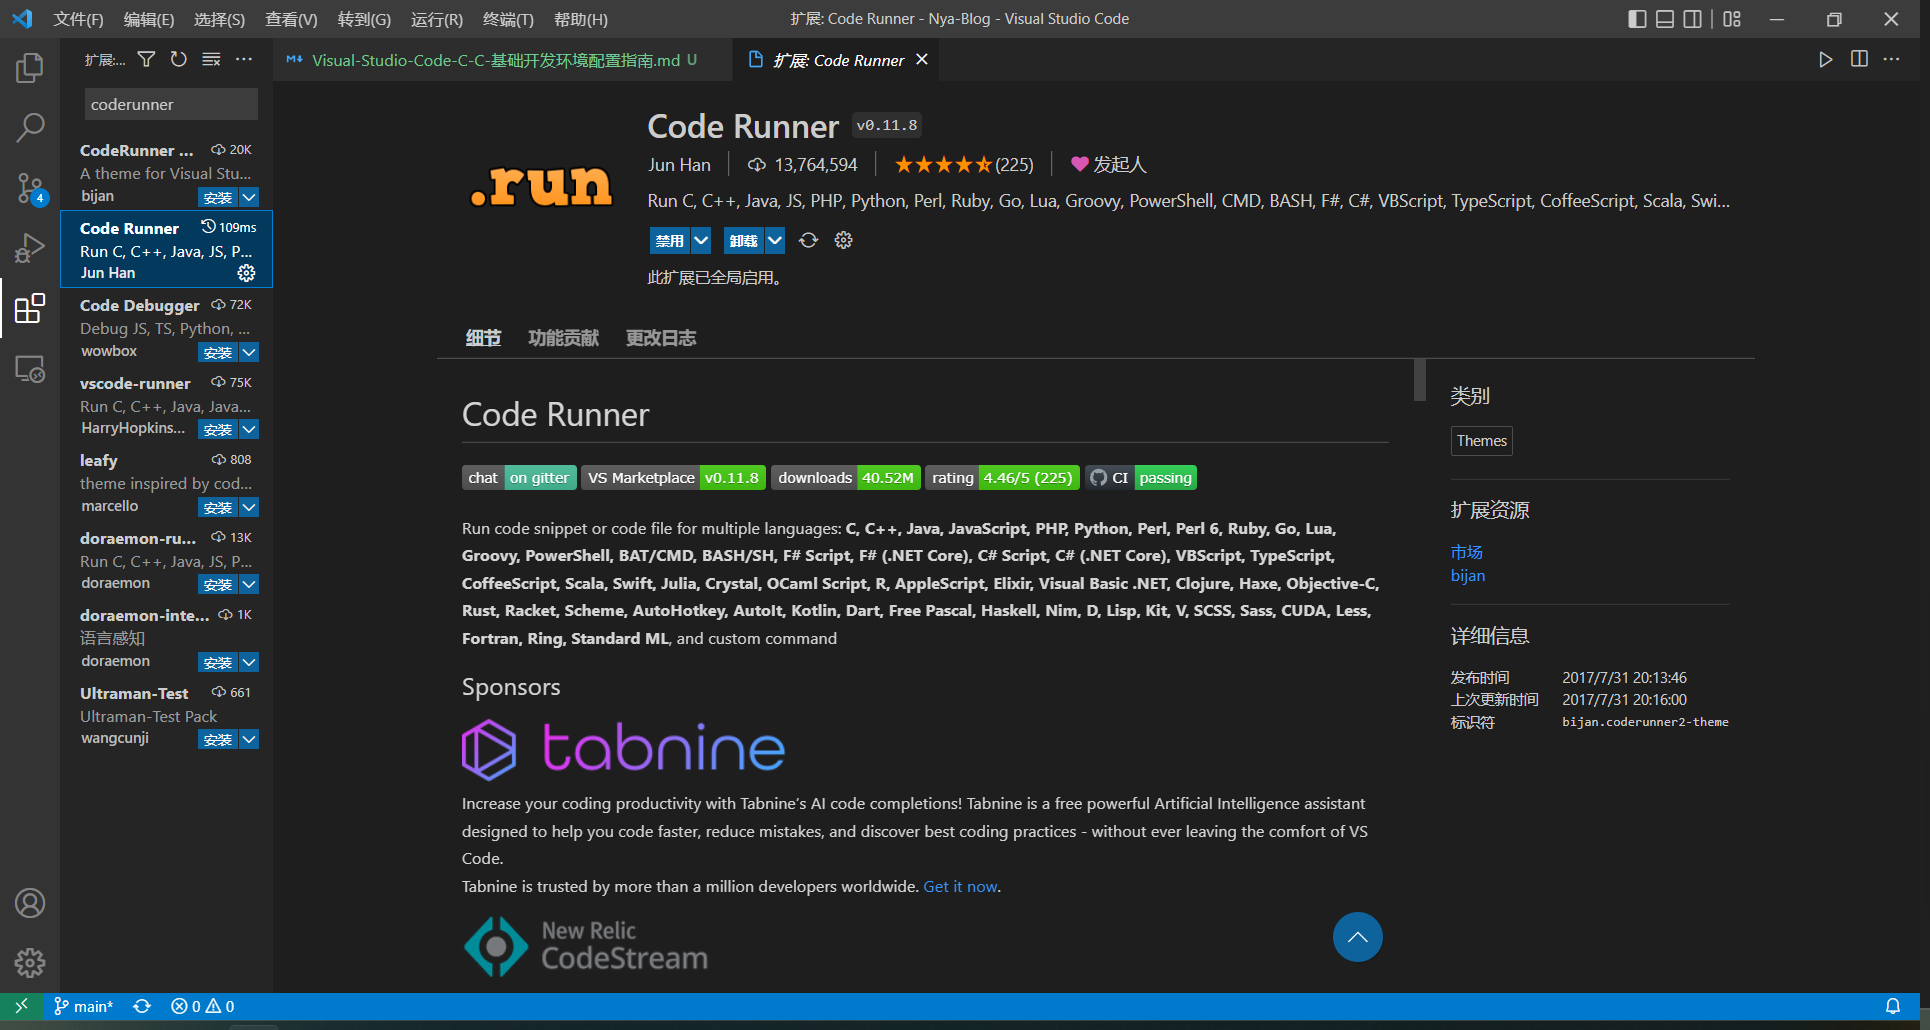 文件(F) 编辑(E) 选择(S) 查看(V) 转到(G) 运行(R) 终端(T) 帮助(H) 扩展: Code Runner - Nya-Blog - Visual Studio Code
扩展:...
Visual-Studio-Code-C-C-基础开发环境配置指南.md U
扩展: Code Runner
coderunner
CodeRunner ... 20K
A theme for Visual Stu...
bijan 安装
4
Code Runner 109ms
Run C, C++, Java, JS, P...
Jun Han
Code Debugger 72K
Debug JS, TS, Python, ...
wowbox 安装
vscode-runner 75K
Run C, C++, Java, Java...
HarryHopkins... 安装
leafy 808
theme inspired by cod...
marcello 安装
doraemon-ru... 13K
Run C, C++, Java, JS, P...
doraemon 安装
doraemon-inte... 1K
语言感知
doraemon 安装
Ultraman-Test 661
Ultraman-Test Pack
wangcunji 安装
.run
Code Runner v0.11.8
Jun Han 13,764,594 (225) 发起人
Run C, C++, Java, JS, PHP, Python, Perl, Ruby, Go, Lua, Groovy, PowerShell, CMD, BASH, F#, C#, VBScript, TypeScript, CoffeeScript, Scala, Swi...
禁用 卸载
此扩展已全局启用。
细节 功能贡献 更改日志
Code Runner
chat on gitter VS Marketplace v0.11.8 downloads 40.52M rating 4.46/5 (225) CI passing
Run code snippet or code file for multiple languages: C, C++, Java, JavaScript, PHP, Python, Perl, Perl 6, Ruby, Go, Lua,
Groovy, PowerShell, BAT/CMD, BASH/SH, F# Script, F# (.NET Core), C# Script, C# (.NET Core), VBScript, TypeScript,
CoffeeScript, Scala, Swift, Julia, Crystal, OCaml Script, R, AppleScript, Elixir, Visual Basic .NET, Clojure, Haxe, Objective-C,
Rust, Racket, Scheme, AutoHotkey, AutoIt, Kotlin, Dart, Free Pascal, Haskell, Nim, D, Lisp, Kit, V, SCSS, Sass, CUDA, Less,
Fortran, Ring, Standard ML, and custom command
Sponsors
tabnine
Increase your coding productivity with Tabnine's AI code completions! Tabnine is a free powerful Artificial Intelligence assistant
designed to help you code faster, reduce mistakes, and discover best coding practices - without ever leaving the comfort of VS
Code.
Tabnine is trusted by more than a million developers worldwide. Get it now.
New Relic
CodeStream
类别
Themes
扩展资源
市场
bijan
详细信息
发布时间 2017/7/31 20:13:46
上次更新时间 2017/7/31 20:16:00
标识符 bijan.coderunner2-theme
main* 0 0